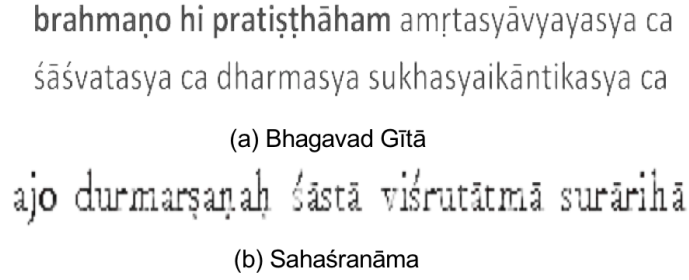 brahmaṇo hi pratiṣṭhāham amṛtasyāvyayasya ca
śāśvatasya ca dharmasya sukhasyaikāntikasya ca
(a) Bhagavad Gītā
ajo durmarṣaṇaḥ śāstā viśrutātmā surārihā
(b) Sahaśranāma